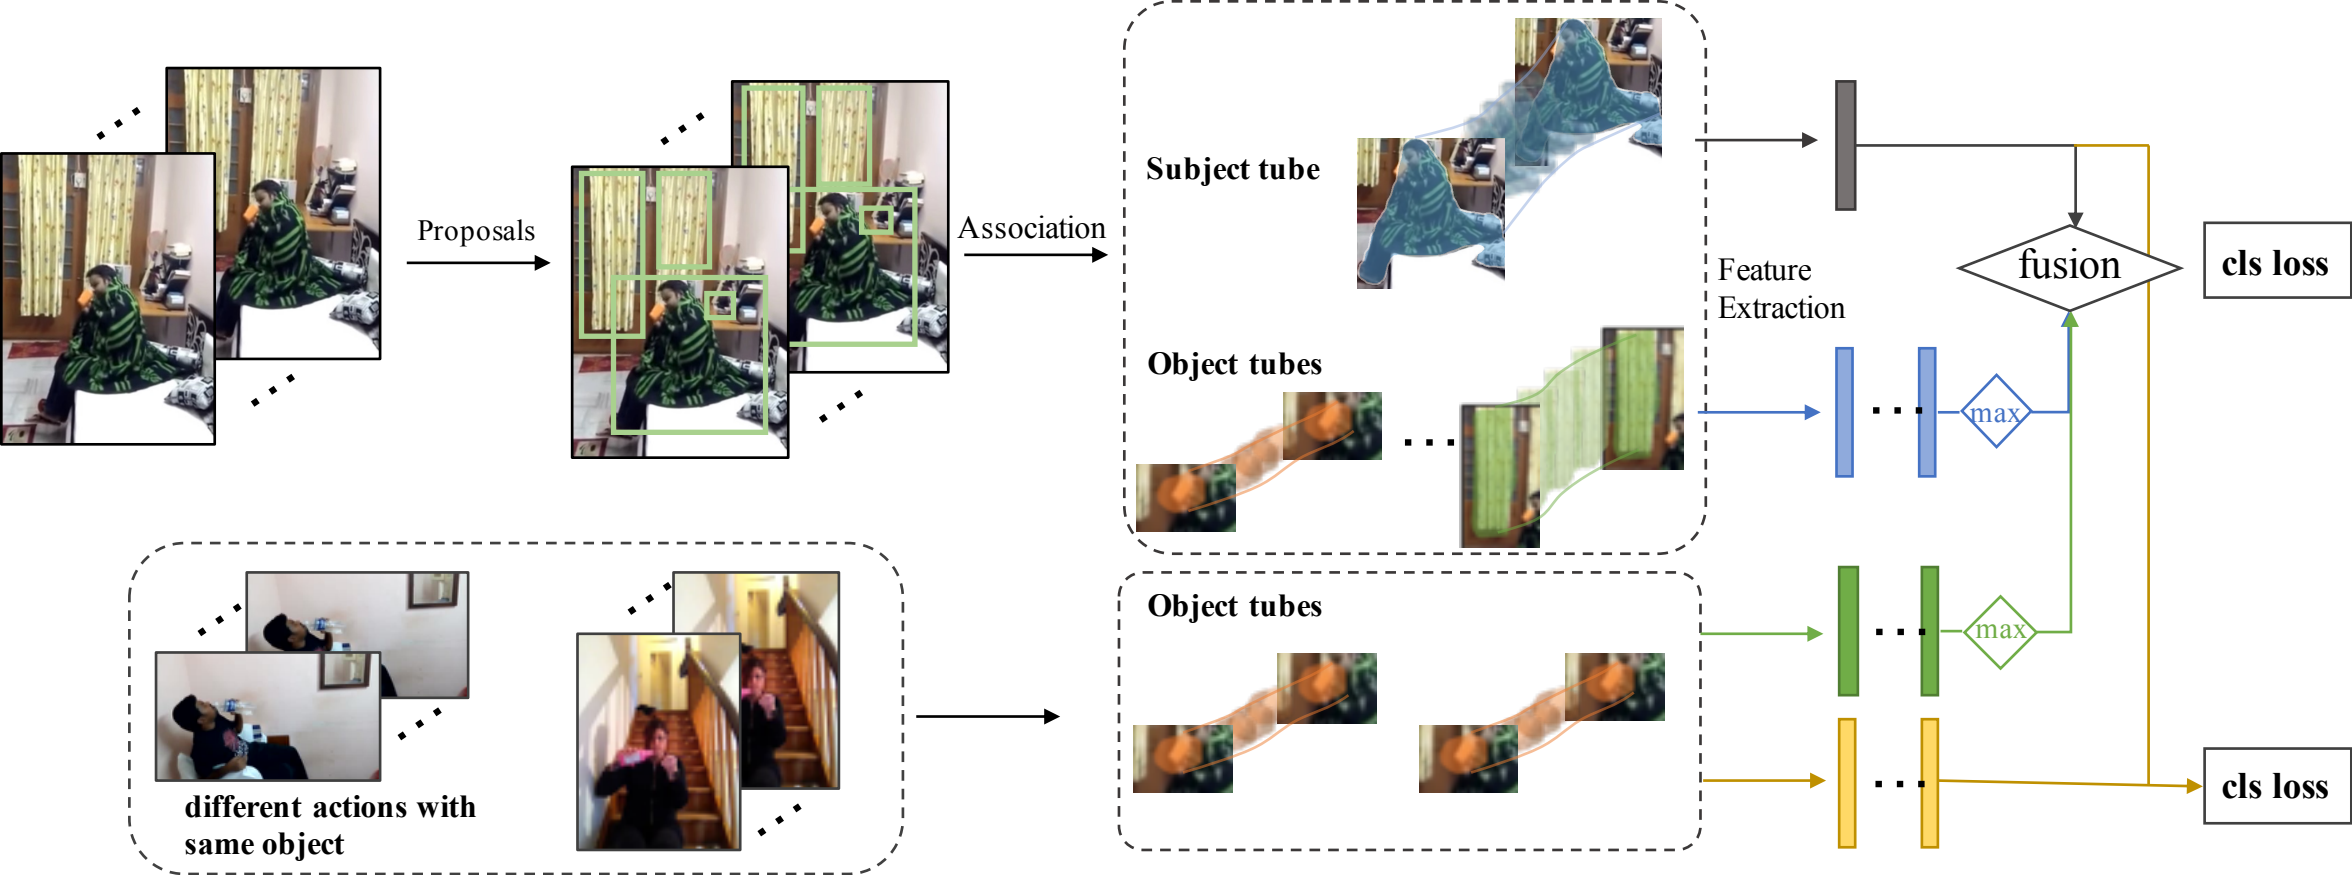 Proposals
Association
Subject tube
Object tubes
Feature
Extraction
fusion
cls loss
max
different actions with
same object
Object tubes
max
cls loss